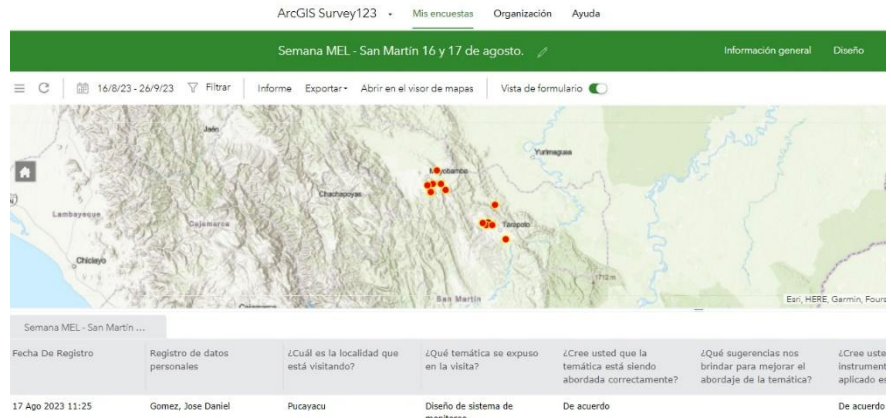 ArcGIS Survey123 Mis encuestas Organización Ayuda
Semana MEL - San Martín 16 y 17 de agosto. Información general Diseño
16/8/23 - 26/9/23 Filtrar Informe Exportar Abrir en el visor de mapas Vista de formulario
Jaén
Yurimaguas
Moyobamba
Chachapoyas
Lambayeque
Cajamarca
Tarapoto
Chiclayo
1712 m
San Martin
Esri, HERE, Garmin, Fours
Semana MEL - San Martín ...
Fecha De Registro Registro de datos ¿Cuál es la localidad que ¿Qué temática se expuso ¿Cree usted que la ¿Qué sugerencias nos ¿Cree uste
personales está visitando? en la visita? temática está siendo brindar para mejorar el instrument
abordada correctamente? abordaje de la temática? aplicado es
17 Ago 2023 11:25 Gomez, Jose Daniel Pucayacu Diseño de sistema de De acuerdo De acuerdo
monitoreo